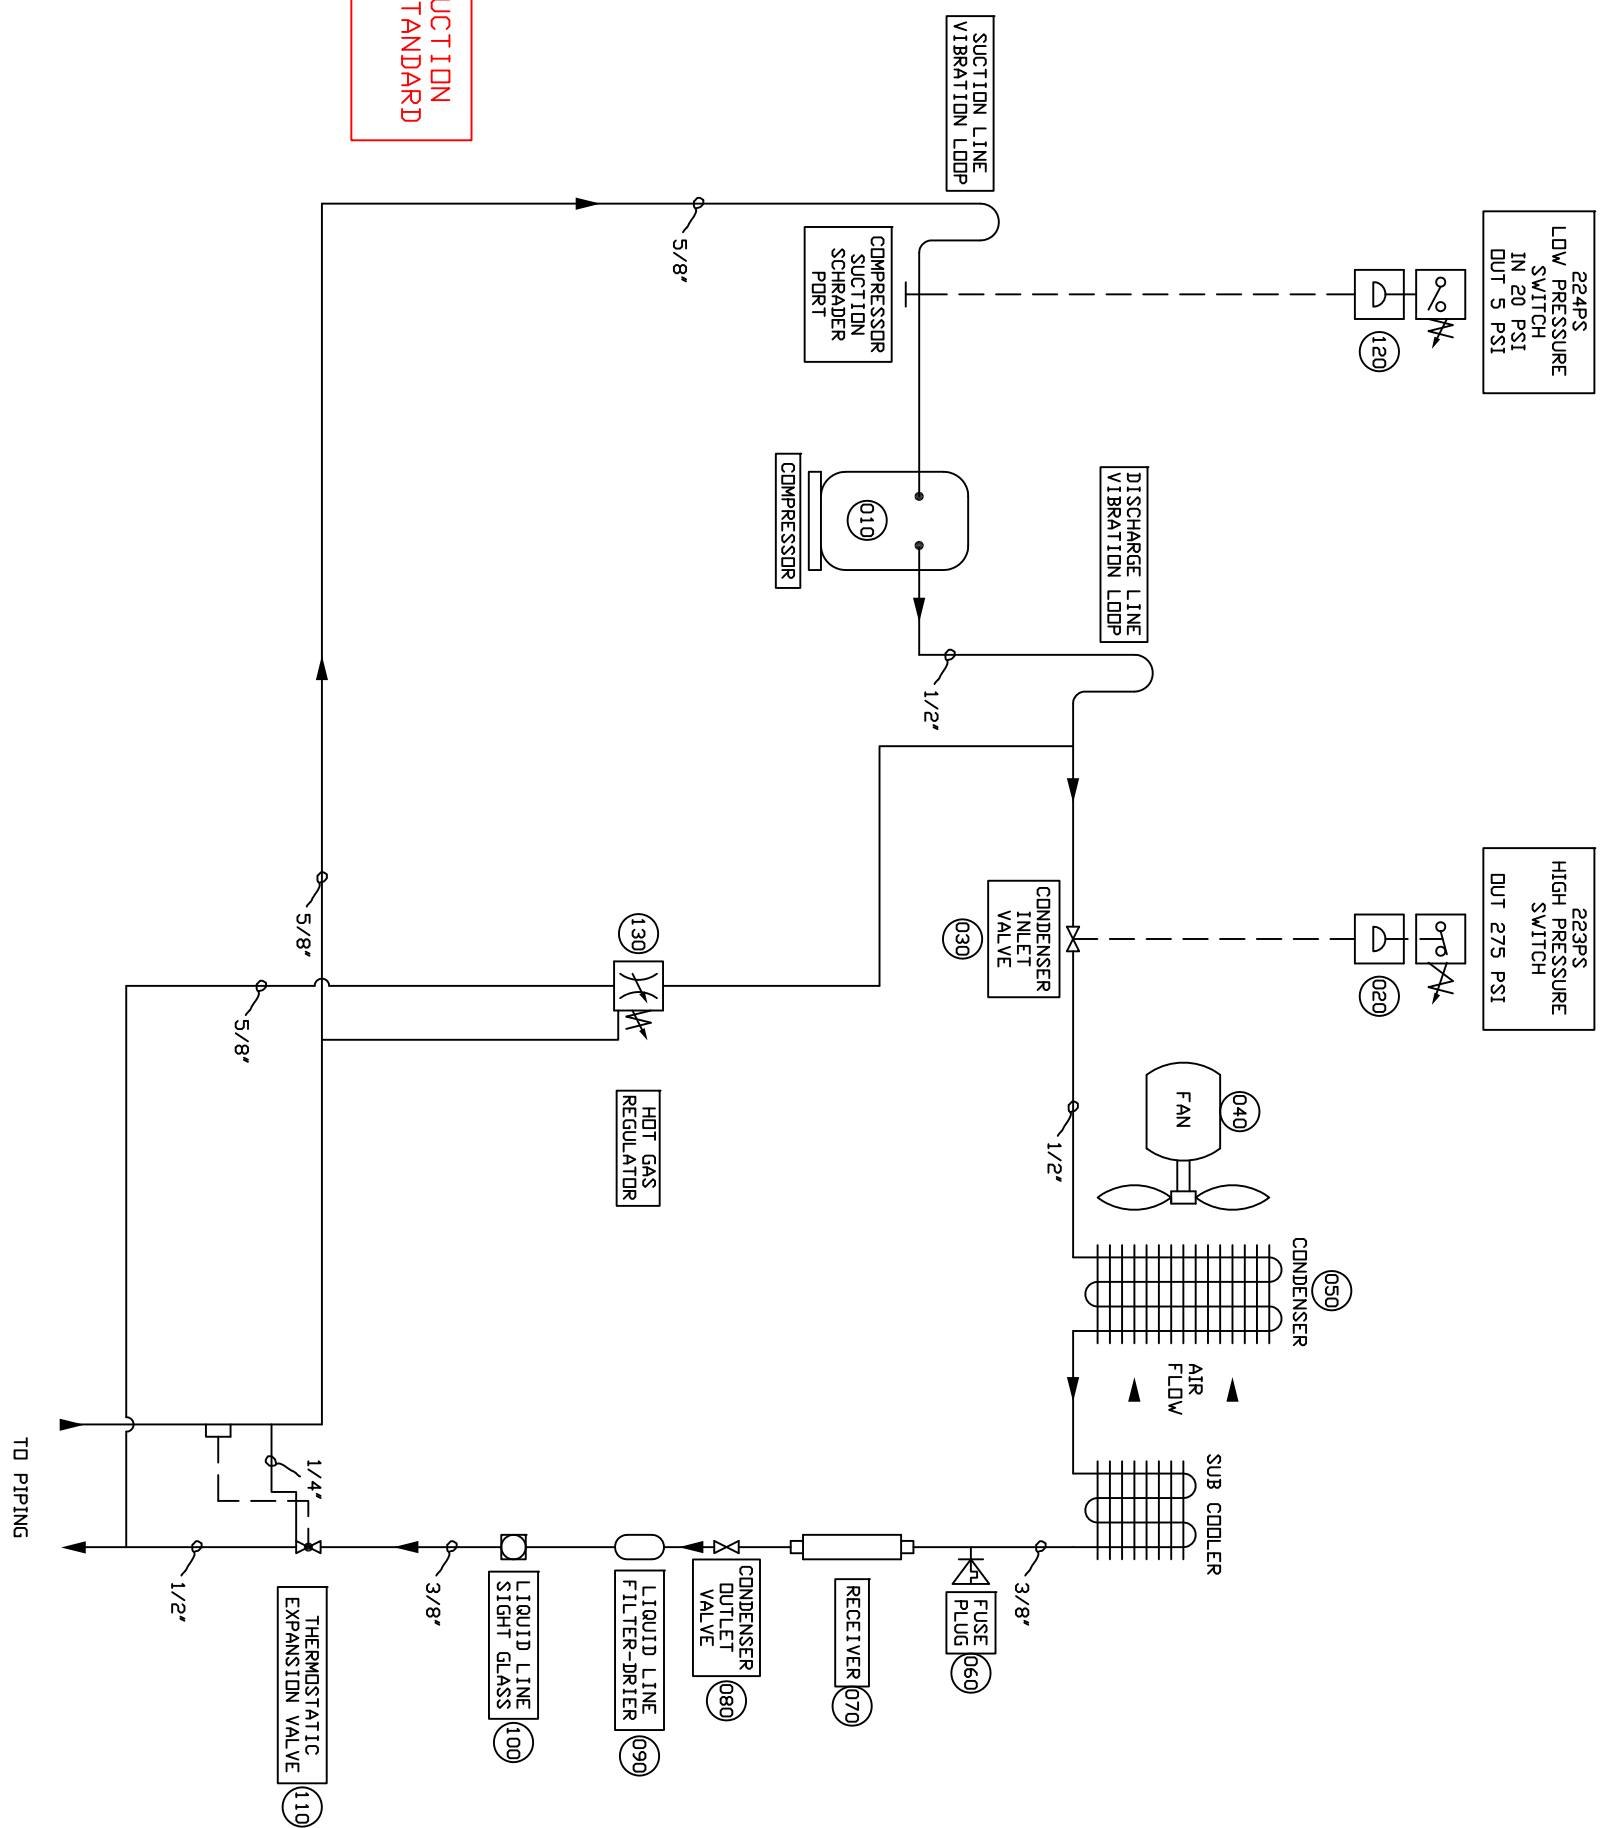 UCTION
TANDARD
SUCTION LINE
VIBRATION LOOP
224PS
LOW PRESSURE
SWITCH
IN 20 PSI
OUT 5 PSI
120
5/8"
COMPRESSOR
SUCTION
SCHRADER
PORT
COMPRESSOR
010
DISCHARGE LINE
VIBRATION LOOP
1/2"
223PS
HIGH PRESSURE
SWITCH
OUT 275 PSI
020
CONDENSER
INLET
VALVE
030
130
5/8"
5/8"
HOT GAS
REGULATOR
040
FAN
1/2"
050
CONDENSER
AIR
FLOW
SUB COOLER
3/8"
FUSE
PLUG
060
RECEIVER
070
CONDENSER
OUTLET
VALVE
080
LIQUID LINE
FILTER-DRIER
090
LIQUID LINE
SIGHT GLASS
100
3/8"
1/4"
THERMOSTATIC
EXPANSION VALVE
110
1/2"
TO PIPING